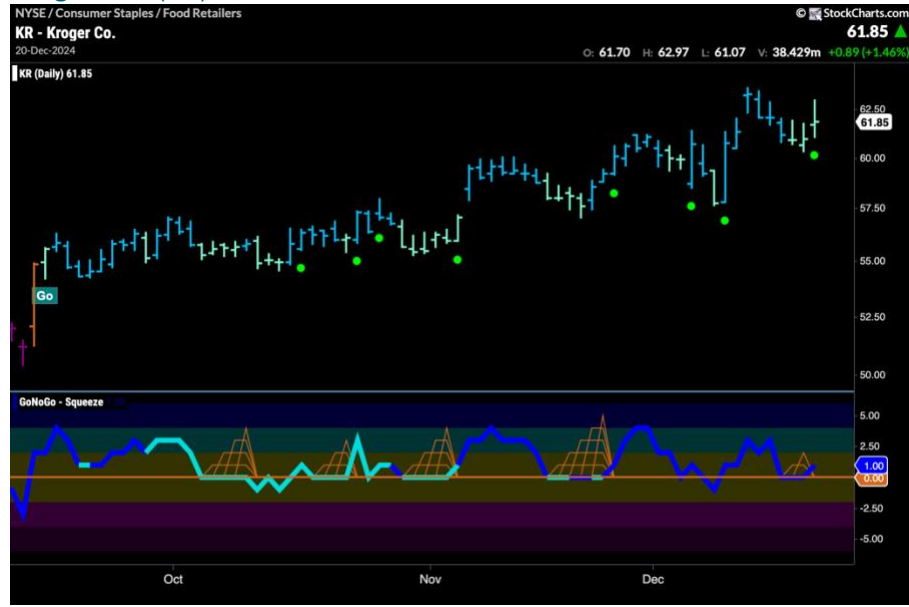 NYSE / Consumer Staples / Food Retailers
© StockCharts.com
KR - Kroger Co.
61.85
20-Dec-2024
O: 61.70 H: 62.97 L: 61.07 V: 38.429m +0.89 (+1.46%)
KR (Daily) 61.85
62.50
61.85
60.00
57.50
55.00
Go
52.50
50.00
GoNoGo - Squeeze
5.00
2.50
1.00
0.00
-2.50
-5.00
Oct Nov Dec